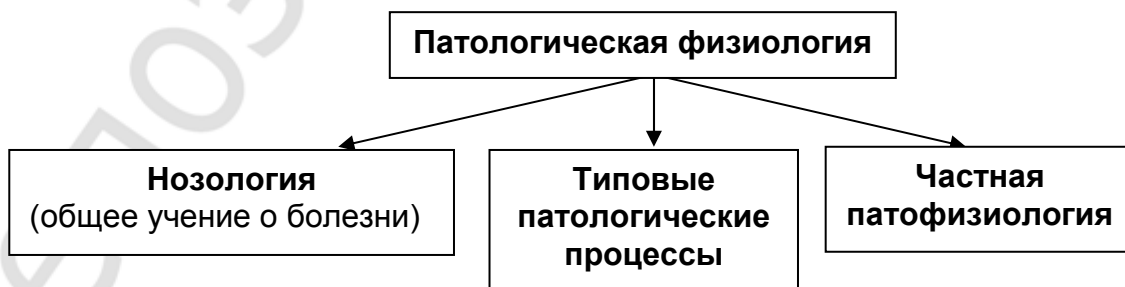 Патологическая физиология
Нозология
(общее учение о болезни)
Типовые
патологические
процессы
Частная
патофизиология